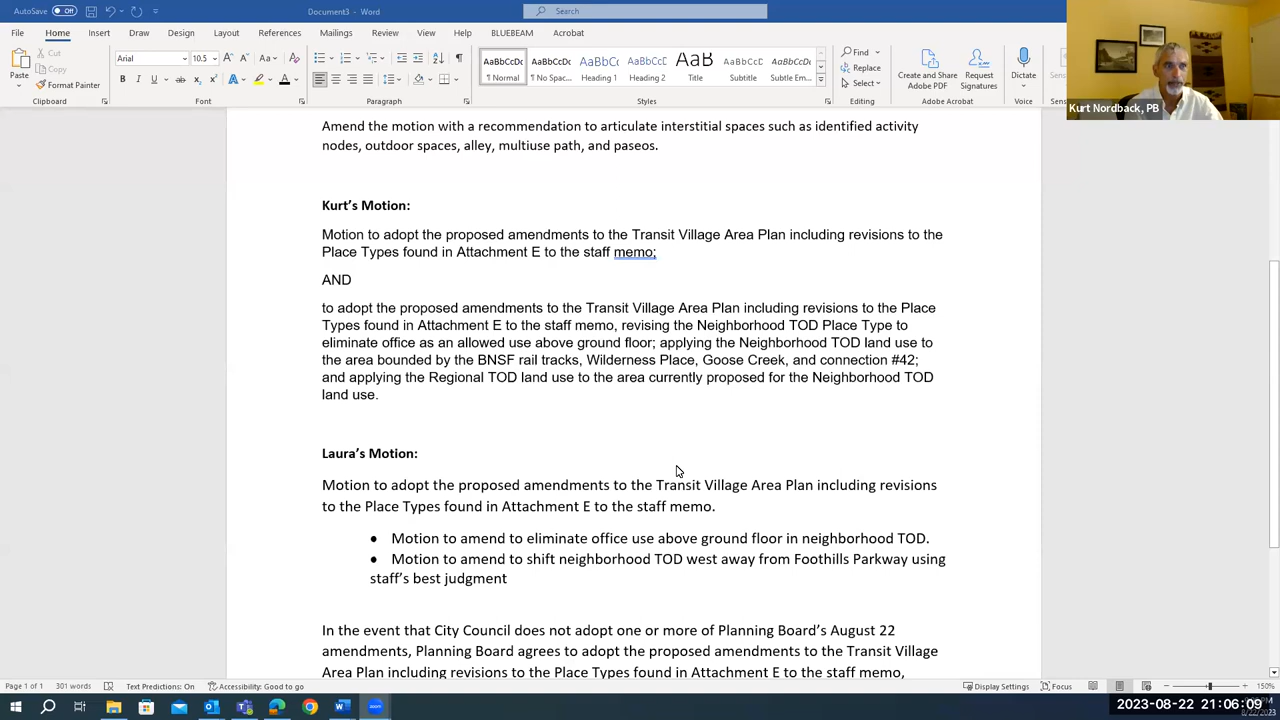 AutoSave Off Document3 - Word Search
File Home Insert Draw Design Layout References Mailings Review View Help BLUEBEAM Acrobat
Paste Cut Copy Format Painter Clipboard
Arial 10.5 Font
Paragraph
AaBbCcDc AaBbCcDc AaBbCc AaBbCcD AaB AaBbCcD AaBbCcDc
¶ Normal ¶ No Spac... Heading 1 Heading 2 Title Subtitle Subtle Em...
Styles
Find Replace Select Editing
Create and Share Adobe PDF Request Signatures Adobe Acrobat
Dictate Voice
Kurt Nordback, PB
Amend the motion with a recommendation to articulate interstitial spaces such as identified activity
nodes, outdoor spaces, alley, multiuse path, and paseos.
Kurt's Motion:
Motion to adopt the proposed amendments to the Transit Village Area Plan including revisions to the
Place Types found in Attachment E to the staff memo;
AND
to adopt the proposed amendments to the Transit Village Area Plan including revisions to the Place
Types found in Attachment E to the staff memo, revising the Neighborhood TOD Place Type to
eliminate office as an allowed use above ground floor; applying the Neighborhood TOD land use to
the area bounded by the BNSF rail tracks, Wilderness Place, Goose Creek, and connection #42;
and applying the Regional TOD land use to the area currently proposed for the Neighborhood TOD
land use.
Laura's Motion:
Motion to adopt the proposed amendments to the Transit Village Area Plan including revisions
to the Place Types found in Attachment E to the staff memo.
• Motion to amend to eliminate office use above ground floor in neighborhood TOD.
• Motion to amend to shift neighborhood TOD west away from Foothills Parkway using
staff's best judgment
In the event that City Council does not adopt one or more of Planning Board's August 22
amendments, Planning Board agrees to adopt the proposed amendments to the Transit Village
Area Plan including revisions to the Place Types found in Attachment E to the staff memo,
Page 1 of 1 301 words Text Predictions: On Accessibility: Good to go Display Settings Focus 150%
2023-08-22 21:06:09